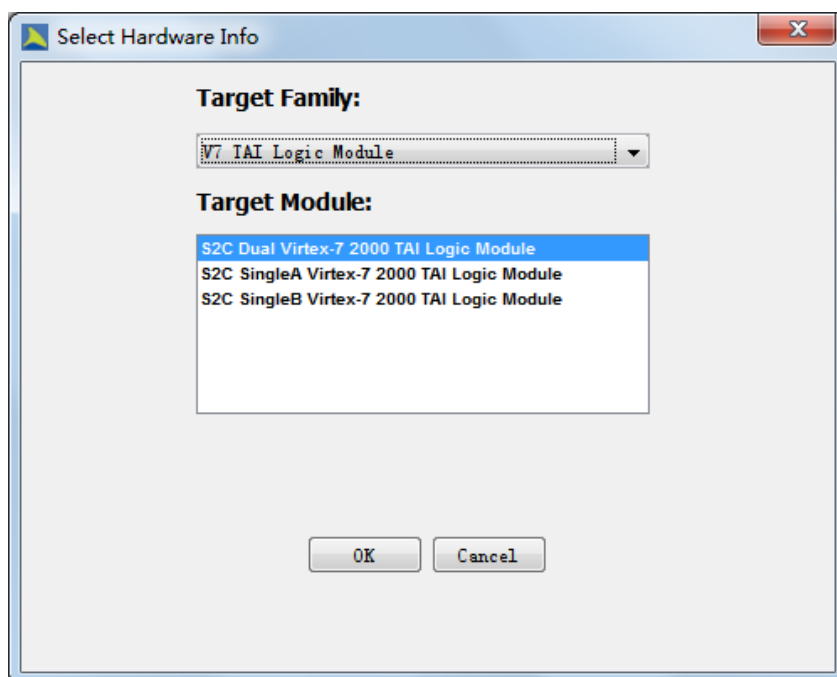 Select Hardware Info
Target Family:
V7 TAI Logic Module
Target Module:
S2C Dual Virtex-7 2000 TAI Logic Module
S2C SingleA Virtex-7 2000 TAI Logic Module
S2C SingleB Virtex-7 2000 TAI Logic Module
OK
Cancel